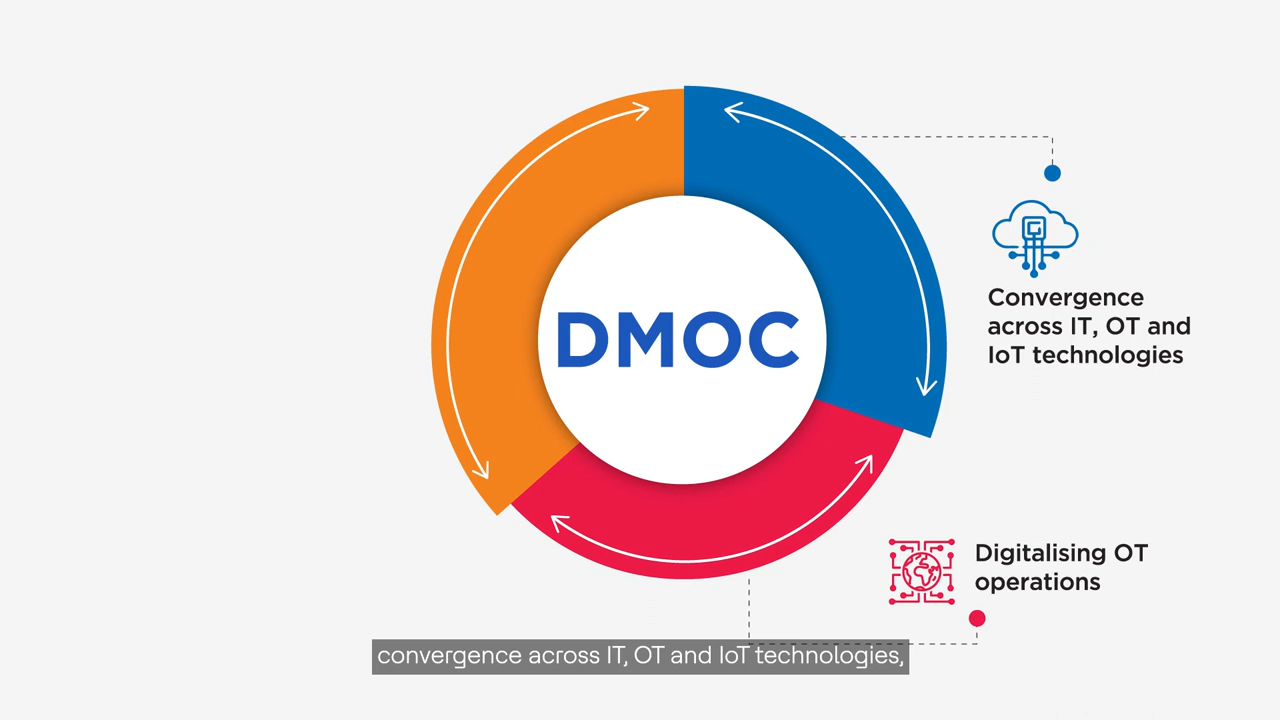 DMOC
Convergence
across IT, OT and
IoT technologies
Digitalising OT
operations
convergence across IT, OT and IoT technologies,